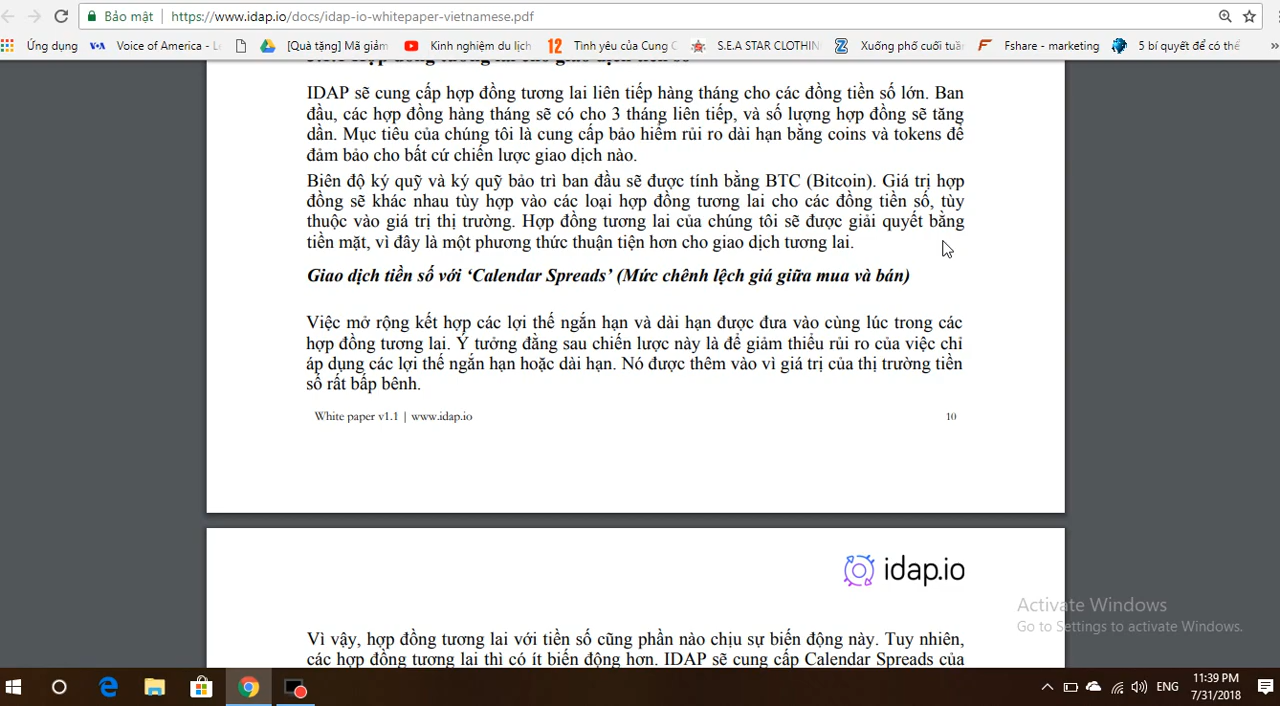 Bảo mật
https://www.idap.io/docs/idap-io-whitepaper-vietnamese.pdf
Ứng dụng
Voice of America - L
[Quà tặng] Mã giảm
Kinh nghiệm du lịch
12
Tinh yêu của Cung C
S.E.A STAR CLOTHIN
Xuống phố cuối tuầ
Fshare - marketing
5 bí quyết để có thể
»
IDAP sẽ cung cấp hợp đồng tương lai liên tiếp hàng tháng cho các đồng tiền số lớn. Ban
đầu, các hợp đồng hàng tháng sẽ có cho 3 tháng liên tiếp, và số lượng hợp đồng sẽ tăng
dần. Mục tiêu của chúng tôi là cung cấp bảo hiểm rủi ro dài hạn bằng coins và tokens để
đảm bảo cho bất cứ chiến lược giao dịch nào.
Biên độ ký quỹ và ký quỹ bảo trì ban đầu sẽ được tính bằng BTC (Bitcoin). Giá trị hợp
đồng sẽ khác nhau tùy hợp vào các loại hợp đồng tương lai cho các đồng tiền số, tùy
thuộc vào giá trị thị trường. Hợp đồng tương lai của chúng tôi sẽ được giải quyết bằng
tiền mặt, vì đây là một phương thức thuận tiện hơn cho giao dịch tương lai.
Giao dịch tiền số với ‘Calendar Spreads’ (Mức chênh lệch giá giữa mua và bán)
Việc mở rộng kết hợp các lợi thế ngắn hạn và dài hạn được đưa vào cùng lúc trong các
hợp đồng tương lai. Ý tưởng đằng sau chiến lược này là để giảm thiểu rủi ro của việc chỉ
áp dụng các lợi thế ngắn hạn hoặc dài hạn. Nó được thêm vào vì giá trị của thị trường tiền
số rất bấp bênh.
White paper v1.1 | www.idap.io
10
idap.io
Vì vậy, hợp đồng tương lai với tiền số cũng phần nào chịu sự biến động này. Tuy nhiên,
các hợp đồng tương lai thì có ít biến động hơn. IDAP sẽ cung cấp Calendar Spreads của
Activate Windows
Go to Settings to activate Windows.
ENG
11:39 PM
7/31/2018